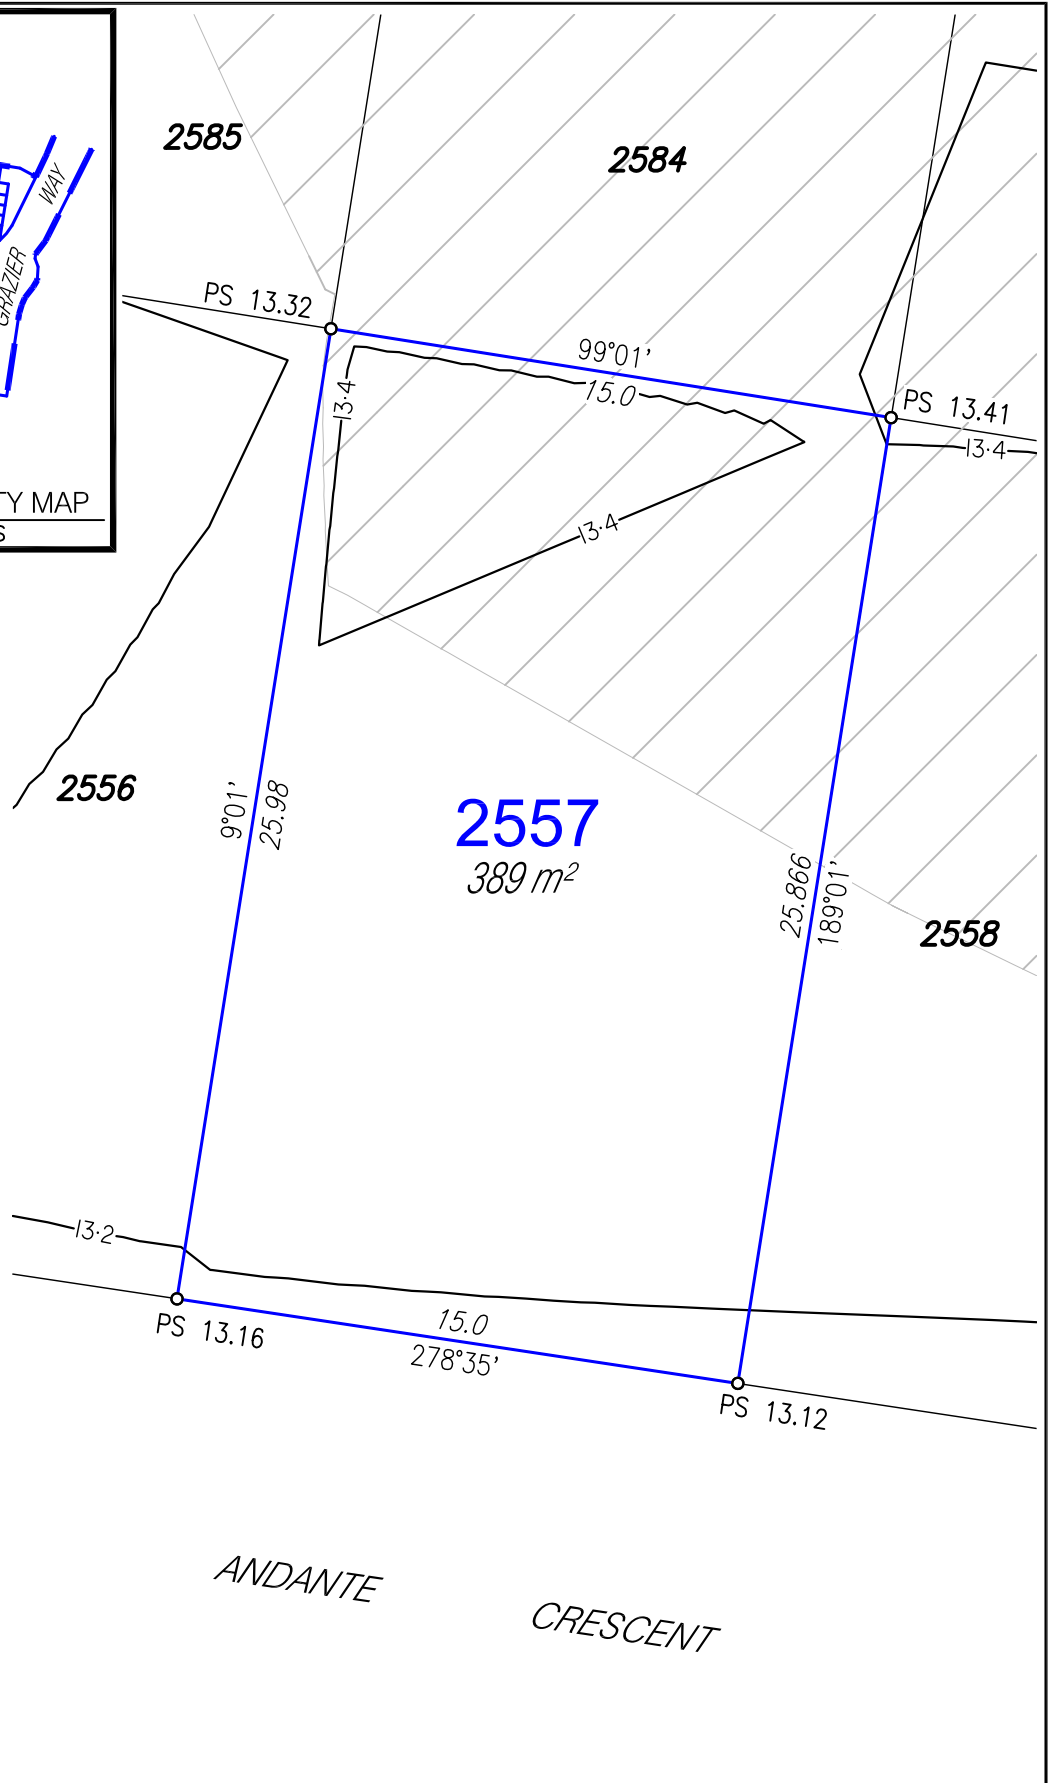 2585
2584
WAY
GRAZIER
PS 13.32
99°01'
15.0
PS 13.41
13·4
13·4
13·4
TY MAP
S
2556
9°01'
25.98
2557
389 m²
25.866
189°01'
2558
13·2
PS 13.16
15.0
278°35'
PS 13.12
ANDANTE CRESCENT